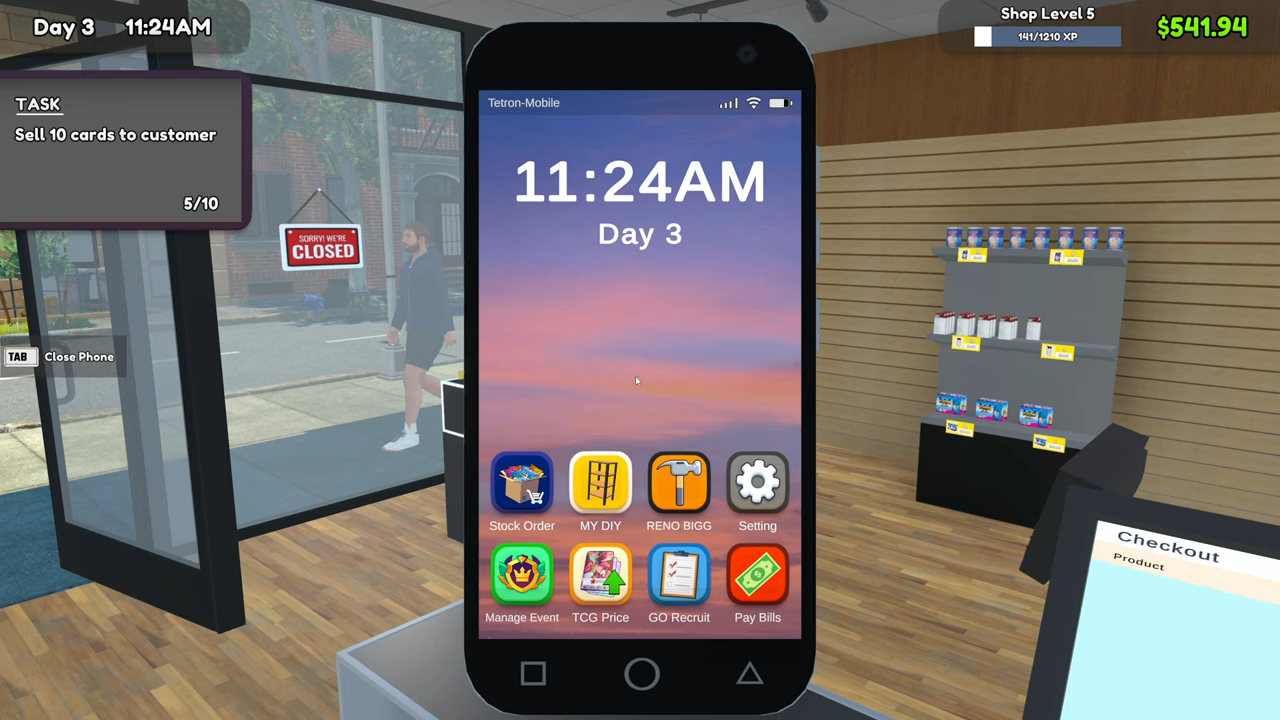 Day 3 11:24AM
Shop Level 5
141/1210 XP
$541.94
TASK
Sell 10 cards to customer
5/10
SORRY! WE'RE
CLOSED
TAB Close Phone
Tetron-Mobile
11:24AM
Day 3
Stock Order MY DIY RENO BIGG Setting
Manage Event TCG Price GO Recruit Pay Bills
Checkout
Product